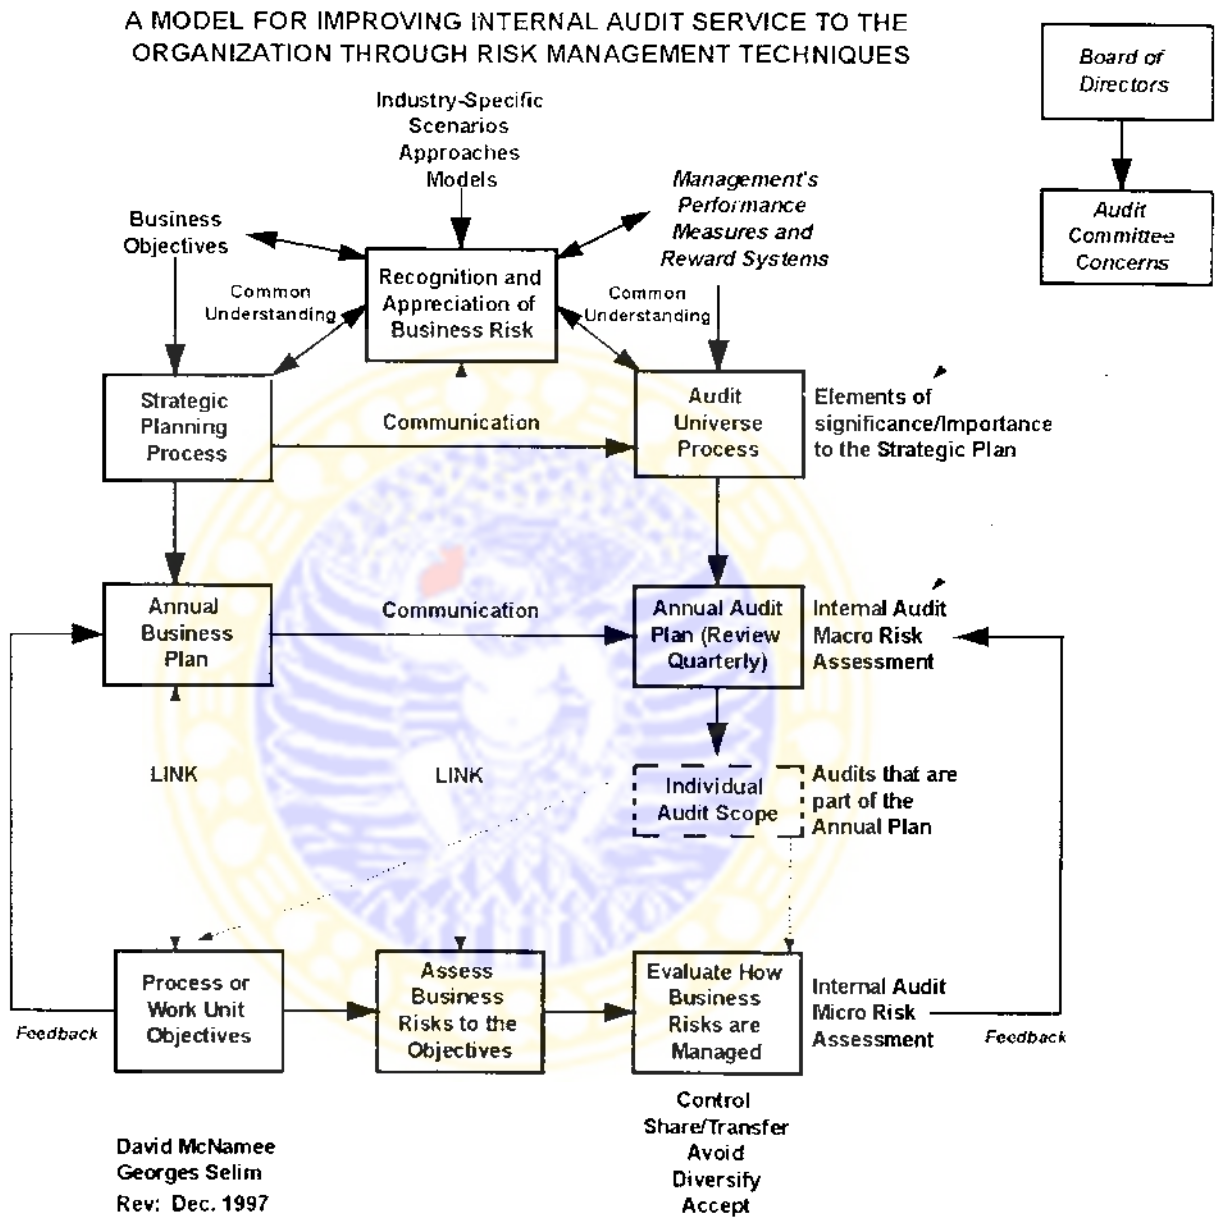 A MODEL FOR IMPROVING INTERNAL AUDIT SERVICE TO THE
ORGANIZATION THROUGH RISK MANAGEMENT TECHNIQUES
Board of
Directors
Audit
Committee
Concerns
Industry-Specific
Scenarios
Approaches
Models
Management's
Performance
Measures and
Reward Systems
Business
Objectives
Recognition and
Appreciation of
Business Risk
Common
Understanding
Common
Understanding
Strategic
Planning
Process
Communication
Audit
Universe
Process
Elements of
significance/Importance
to the Strategic Plan
Annual
Business
Plan
Communication
Annual Audit
Plan (Review
Quarterly)
Internal Audit
Macro Risk
Assessment
LINK
LINK
Individual
Audit Scope
Audits that are
part of the
Annual Plan
Process or
Work Unit
Objectives
Assess
Business
Risks to the
Objectives
Evaluate How
Business
Risks are
Managed
Internal Audit
Micro Risk
Assessment
Feedback
Feedback
Control
Share/Transfer
Avoid
Diversify
Accept
David McNamee
Georges Selim
Rev: Dec. 1997